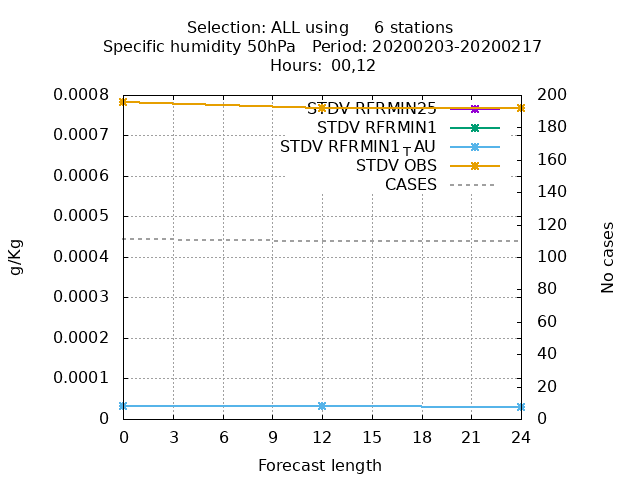 Selection: ALL using     6 stations
Specific humidity 50hPa   Period: 20200203-20200217
Hours: 00,12
0.0008
0.0007
0.0006
0.0005
0.0004
0.0003
0.0002
0.0001
0
200
180
160
140
120
100
80
60
40
20
0
STDV RFRMIN25
STDV RFRMIN1
STDV RFRMIN1TAU
STDV OBS
CASES
g/Kg
No cases
0 3 6 9 12 15 18 21 24
Forecast length